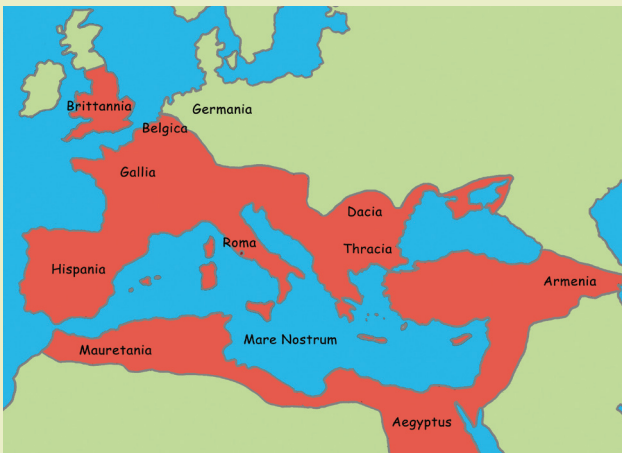 Brittannia
Germania
Belgica
Gallia
Dacia
Roma
Thracia
Hispania
Armenia
Mare Nostrum
Mauretania
Aegyptus